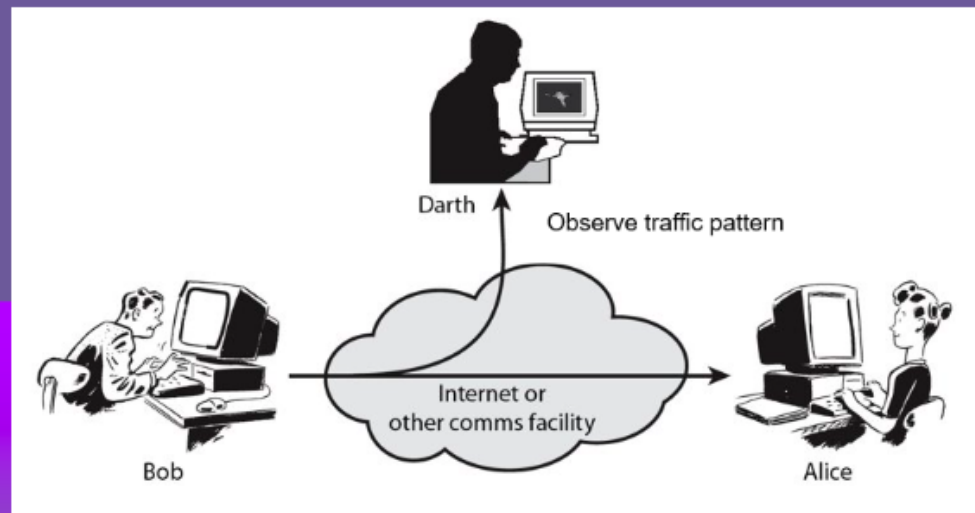 Darth
Observe traffic pattern
Internet or
other comms facility
Bob
Alice